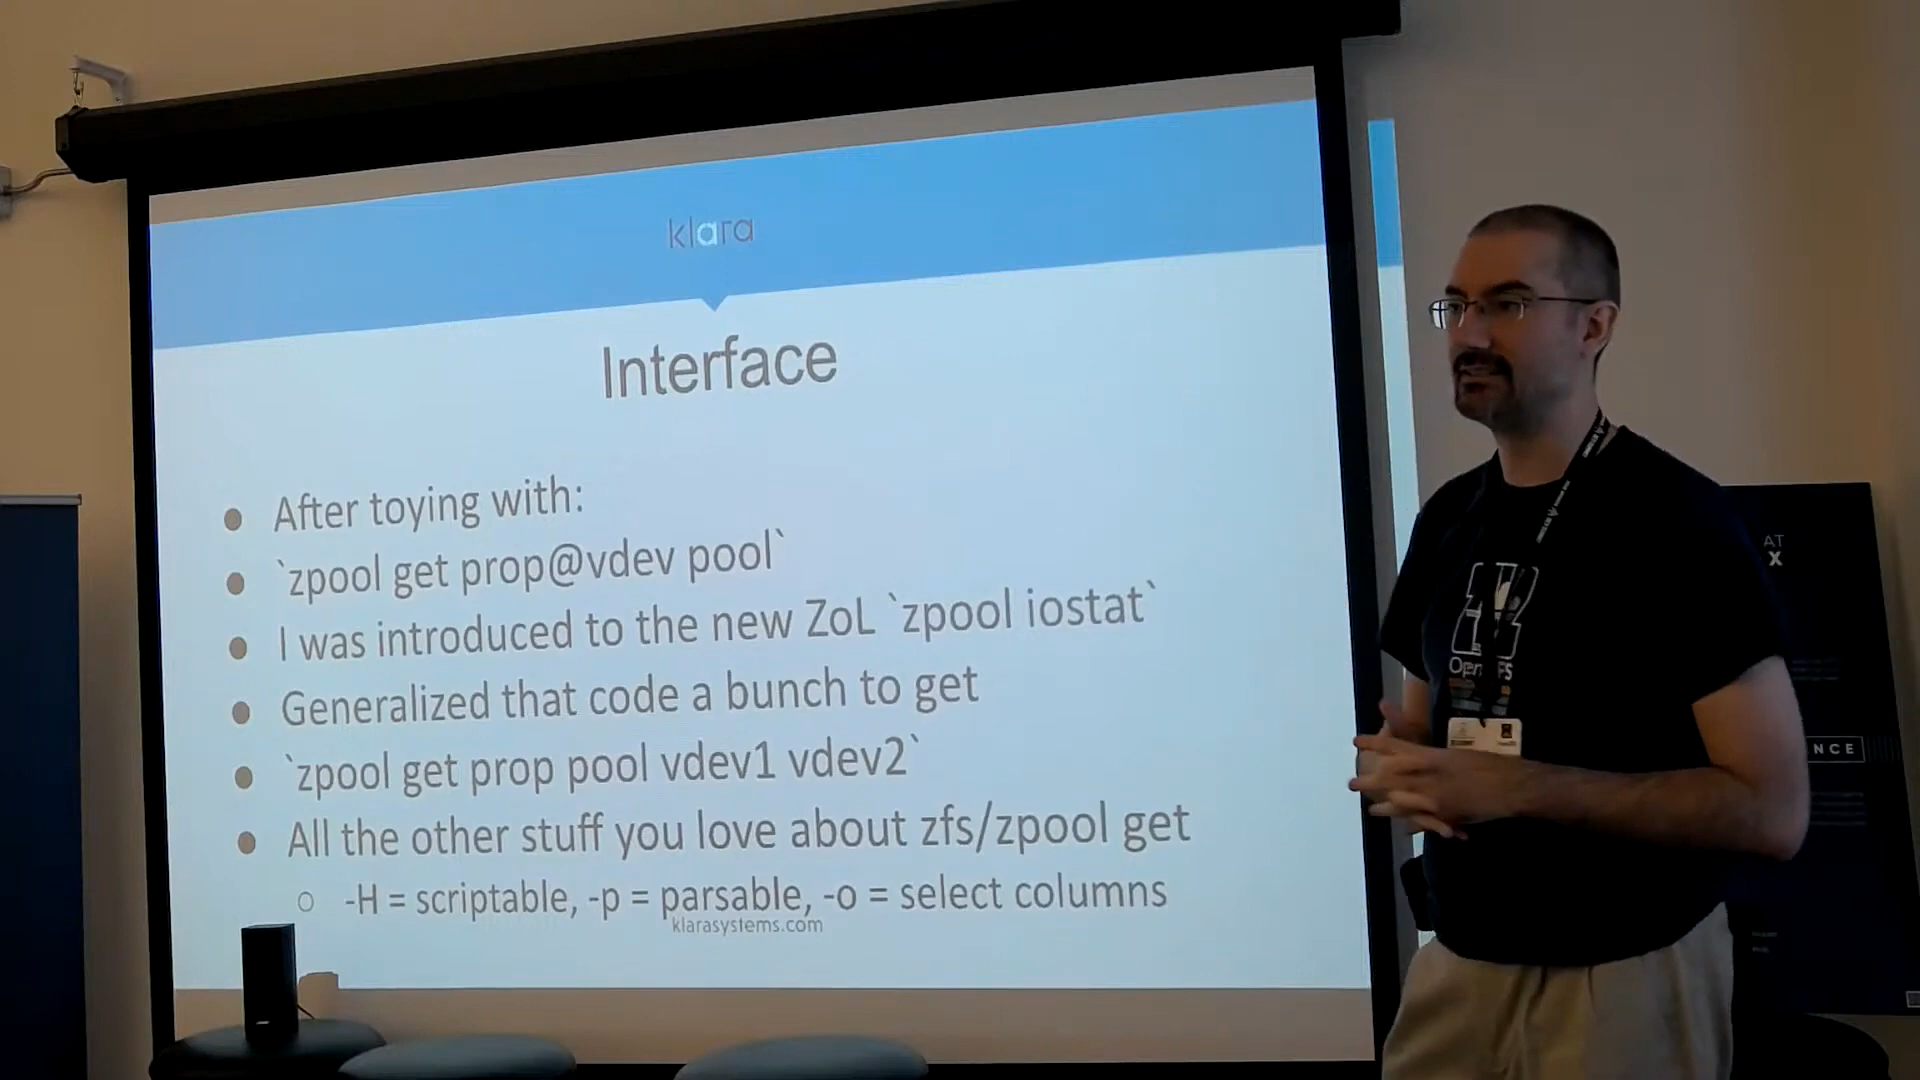 klara
Interface
After toying with:
`zpool get prop@vdev pool`
I was introduced to the new ZoL `zpool iostat`
Generalized that code a bunch to get
`zpool get prop pool vdev1 vdev2`
All the other stuff you love about zfs/zpool get
-H = scriptable, -p = parsable, -o = select columns
klarasystems.com
AT
X
NCE